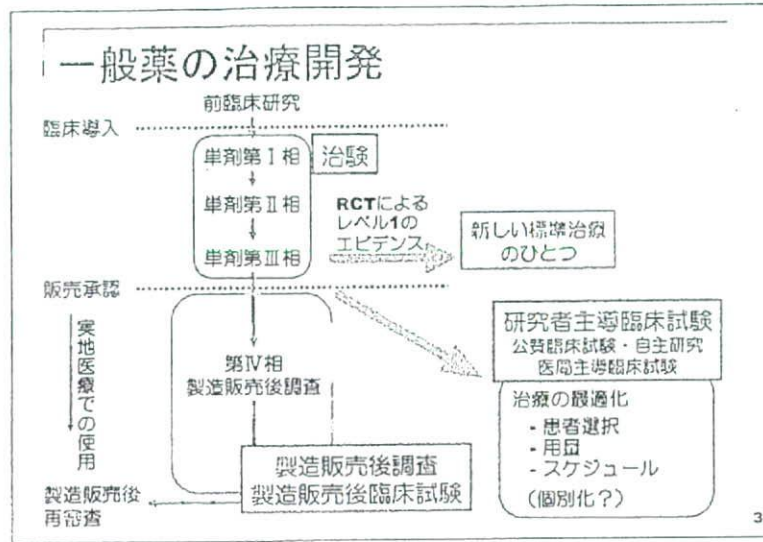 一般薬の治療開発
前臨床研究
臨床導入
単剤第Ⅰ相
治験
単剤第Ⅱ相
単剤第Ⅲ相
RCTによる
レベル1の
エビデンス
新しい標準治療
のひとつ
販売承認
実地医療での使用
第Ⅳ相
製造販売後調査
研究者主導臨床試験
公費臨床試験・自主研究
医局主導臨床試験
治療の最適化
- 患者選択
- 用量
- スケジュール
(個別化?)
製造販売後調査
製造販売後臨床試験
製造販売後
再審査
3